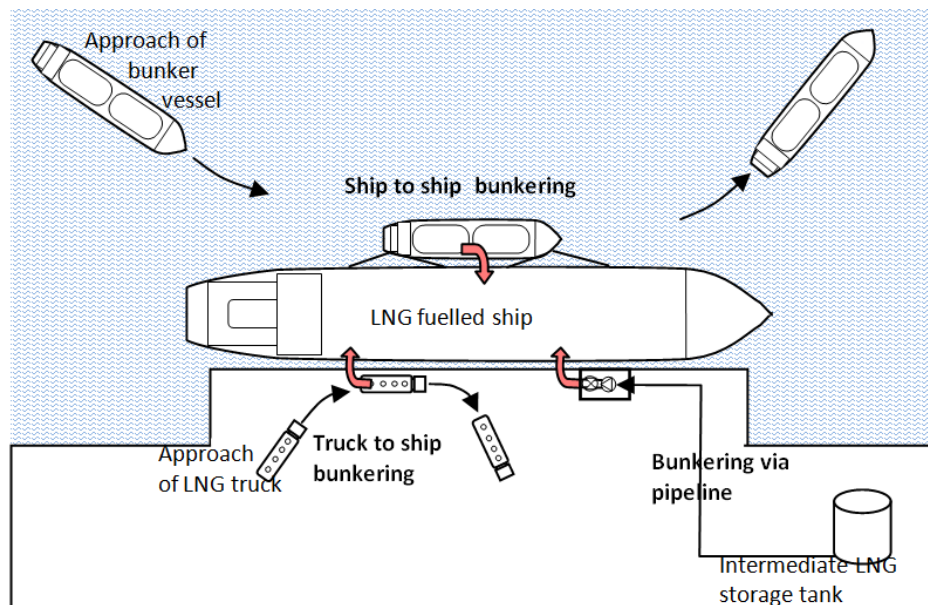 Approach of
bunker
vessel
Ship to ship bunkering
LNG fuelled ship
Truck to ship
bunkering
Approach
of LNG truck
Bunkering via
pipeline
Intermediate LNG
storage tank